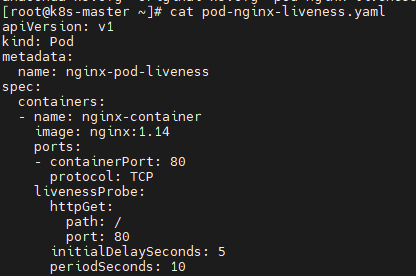 [root@k8s-master ~]# cat pod-nginx-liveness.yaml
apiVersion: v1
kind: Pod
metadata:
  name: nginx-pod-liveness
spec:
  containers:
  - name: nginx-container
    image: nginx:1.14
    ports:
    - containerPort: 80
      protocol: TCP
    livenessProbe:
      httpGet:
        path: /
        port: 80
      initialDelaySeconds: 5
      periodSeconds: 10